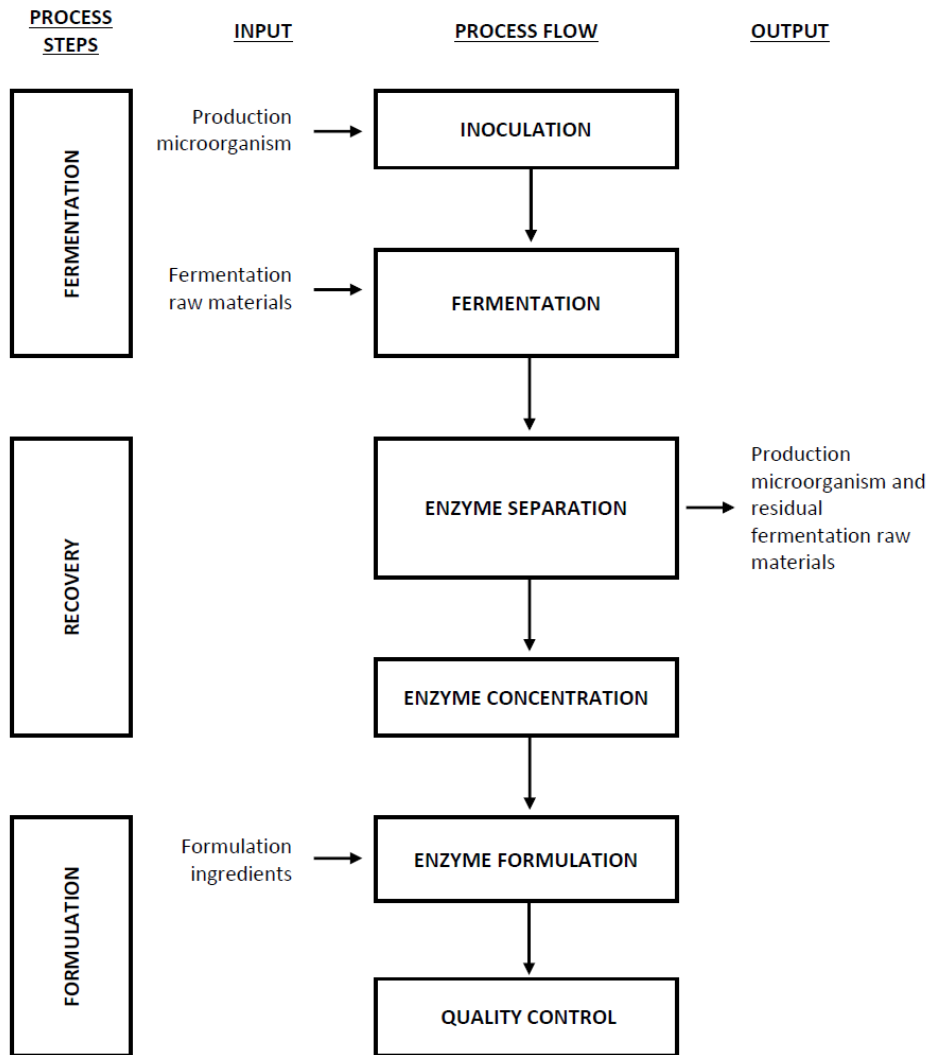 PROCESS
STEPS
INPUT
PROCESS FLOW
OUTPUT
FERMENTATION
Production
microorganism
INOCULATION
Fermentation
raw materials
FERMENTATION
RECOVERY
ENZYME SEPARATION
Production
microorganism and
residual
fermentation raw
materials
ENZYME CONCENTRATION
FORMULATION
Formulation
ingredients
ENZYME FORMULATION
QUALITY CONTROL